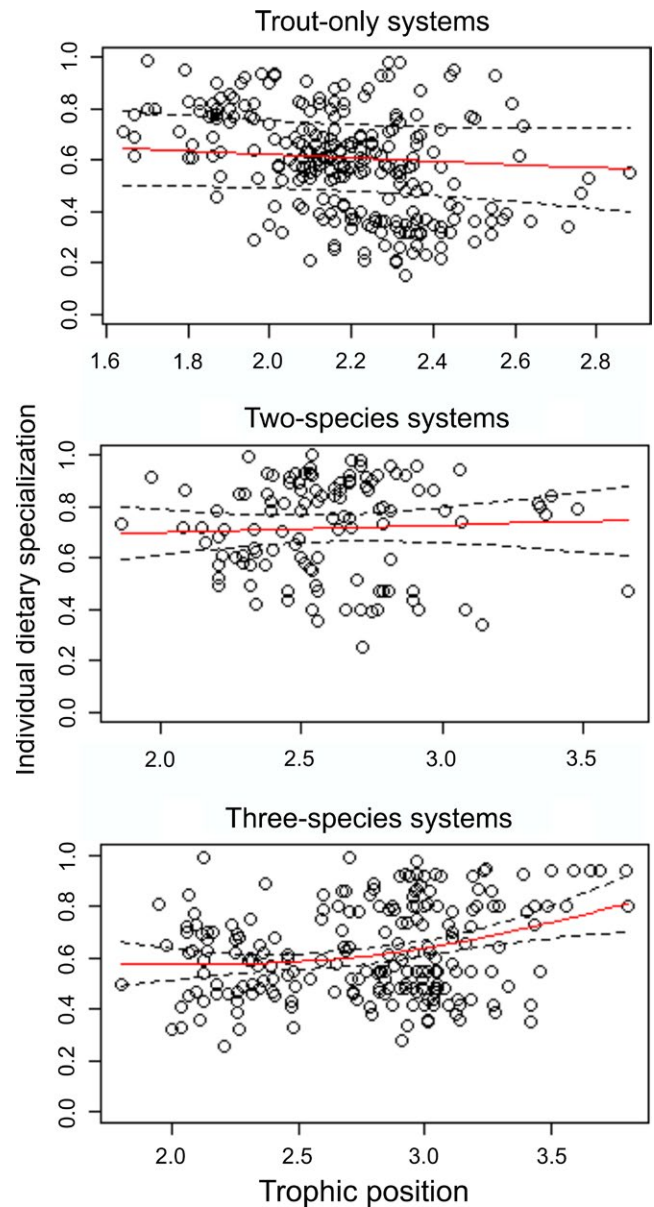 Trout-only systems
1.0
0.8
0.6
0.4
0.2
0.0
1.6 1.8 2.0 2.2 2.4 2.6 2.8
Individual dietary specialization
Two-species systems
1.0
0.8
0.6
0.4
0.2
0.0
2.0 2.5 3.0 3.5
Three-species systems
1.0
0.8
0.6
0.4
0.2
0.0
2.0 2.5 3.0 3.5
Trophic position